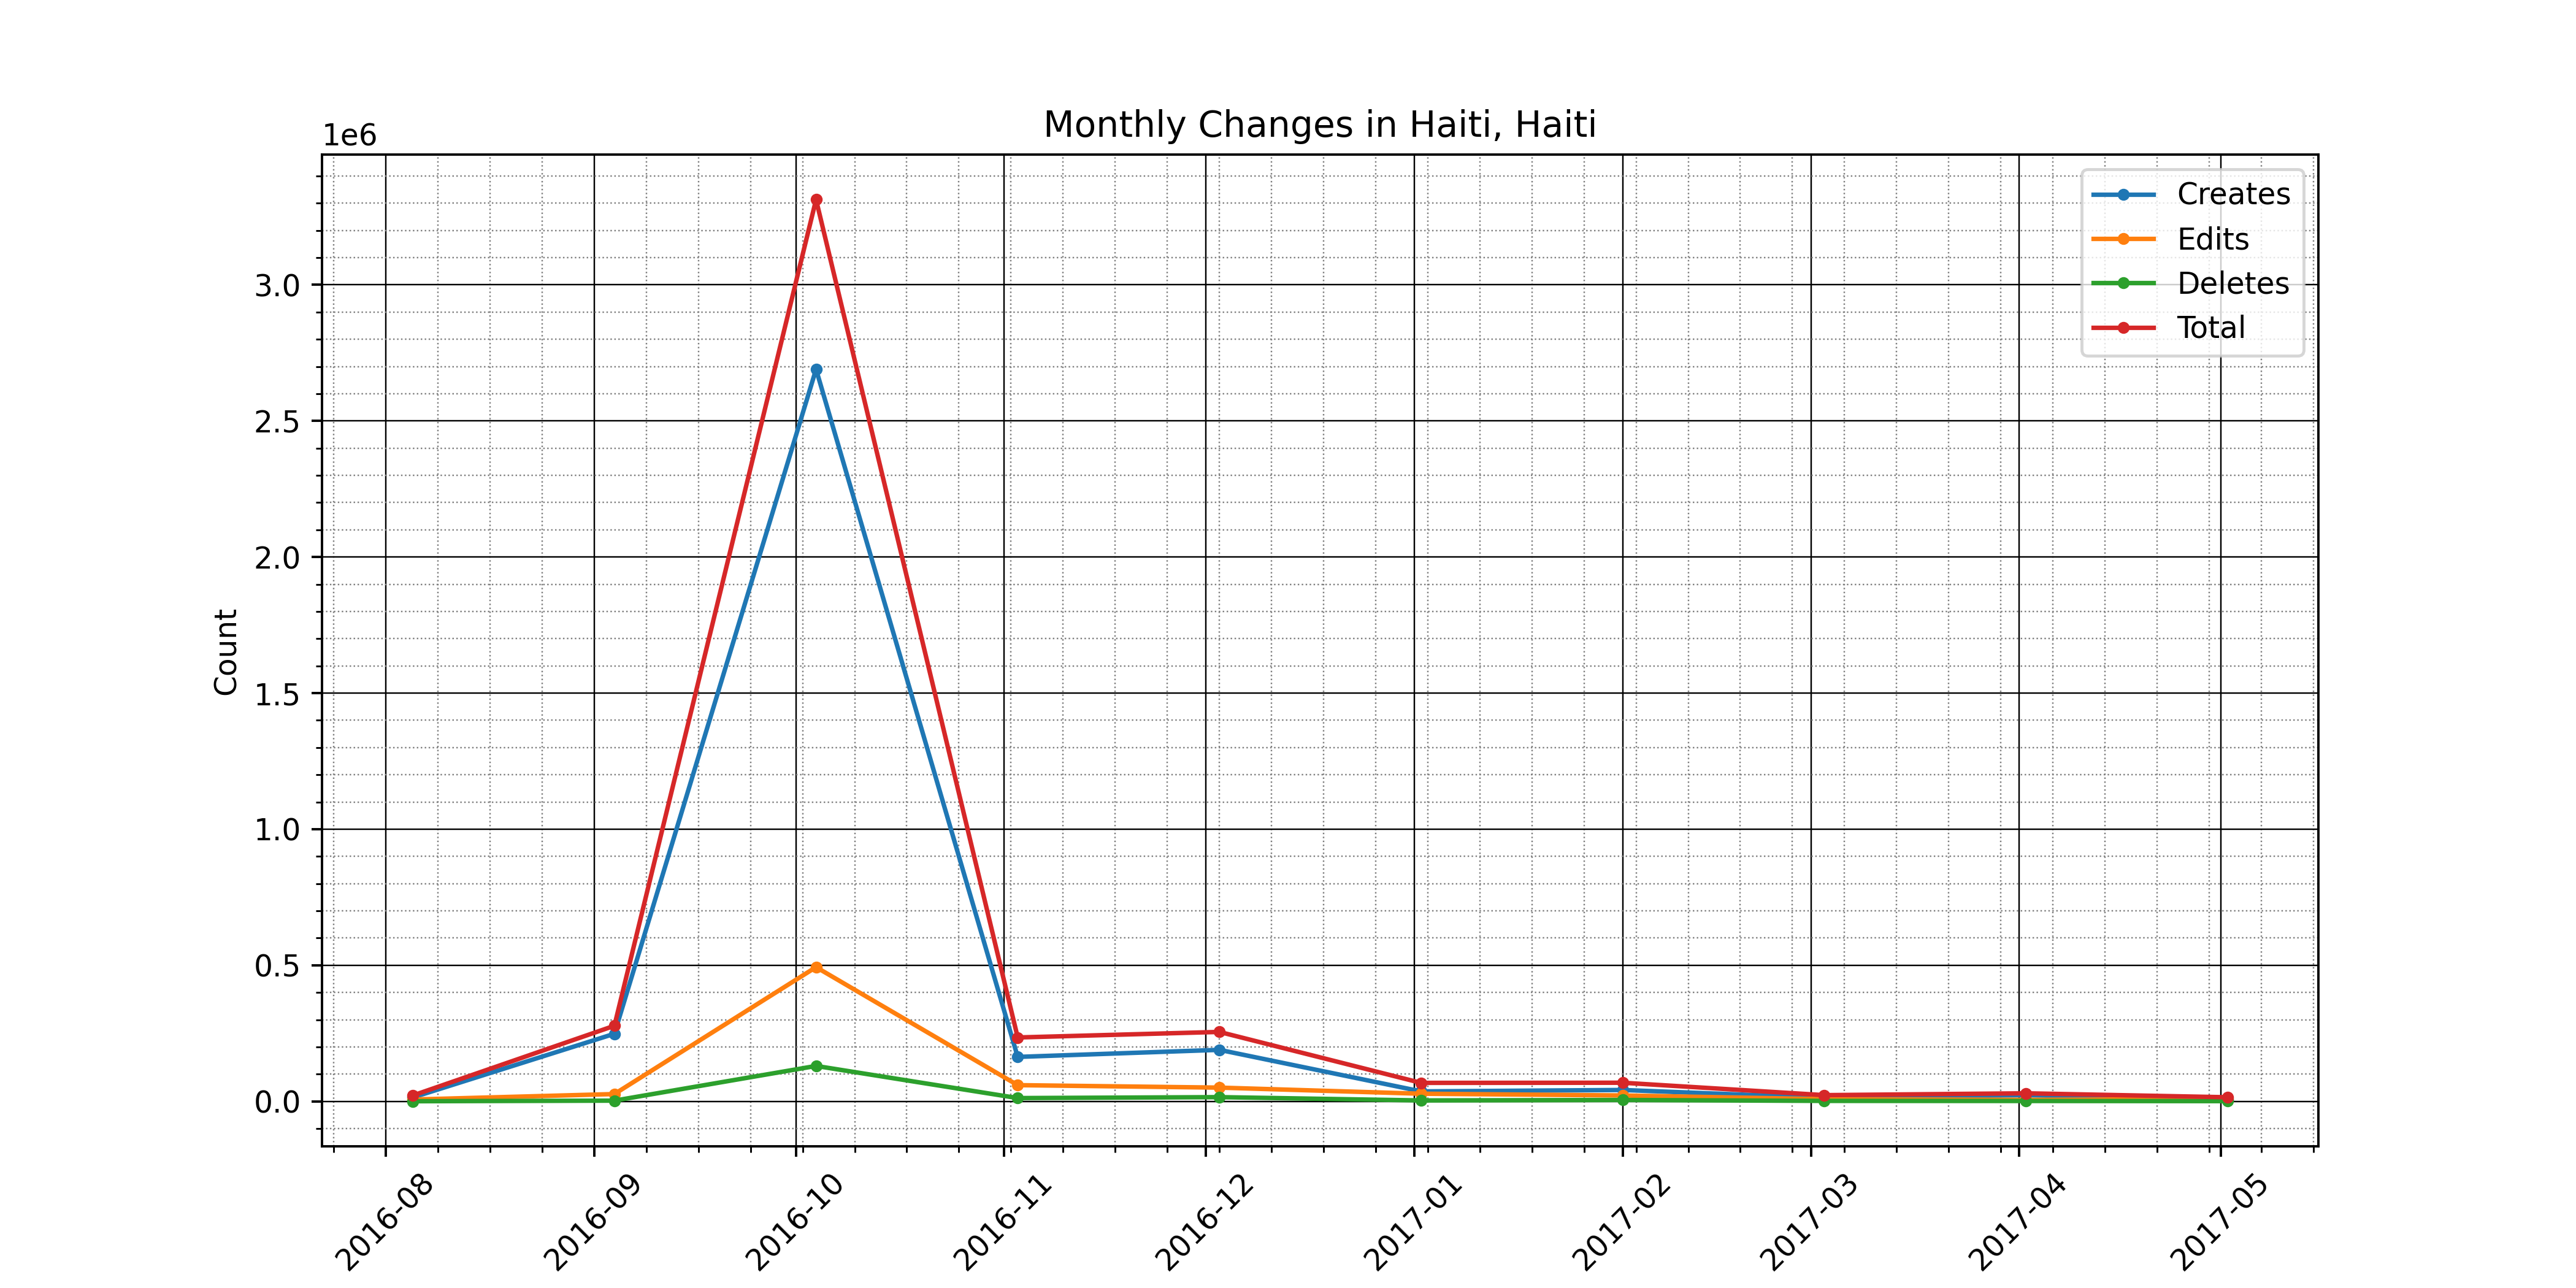 Monthly Changes in Haiti, Haiti
1e6
Creates
Edits
Deletes
Total
3.0
2.5
2.0
1.5
1.0
0.5
0.0
Count
2016-08
2016-09
2016-10
2016-11
2016-12
2017-01
2017-02
2017-03
2017-04
2017-05